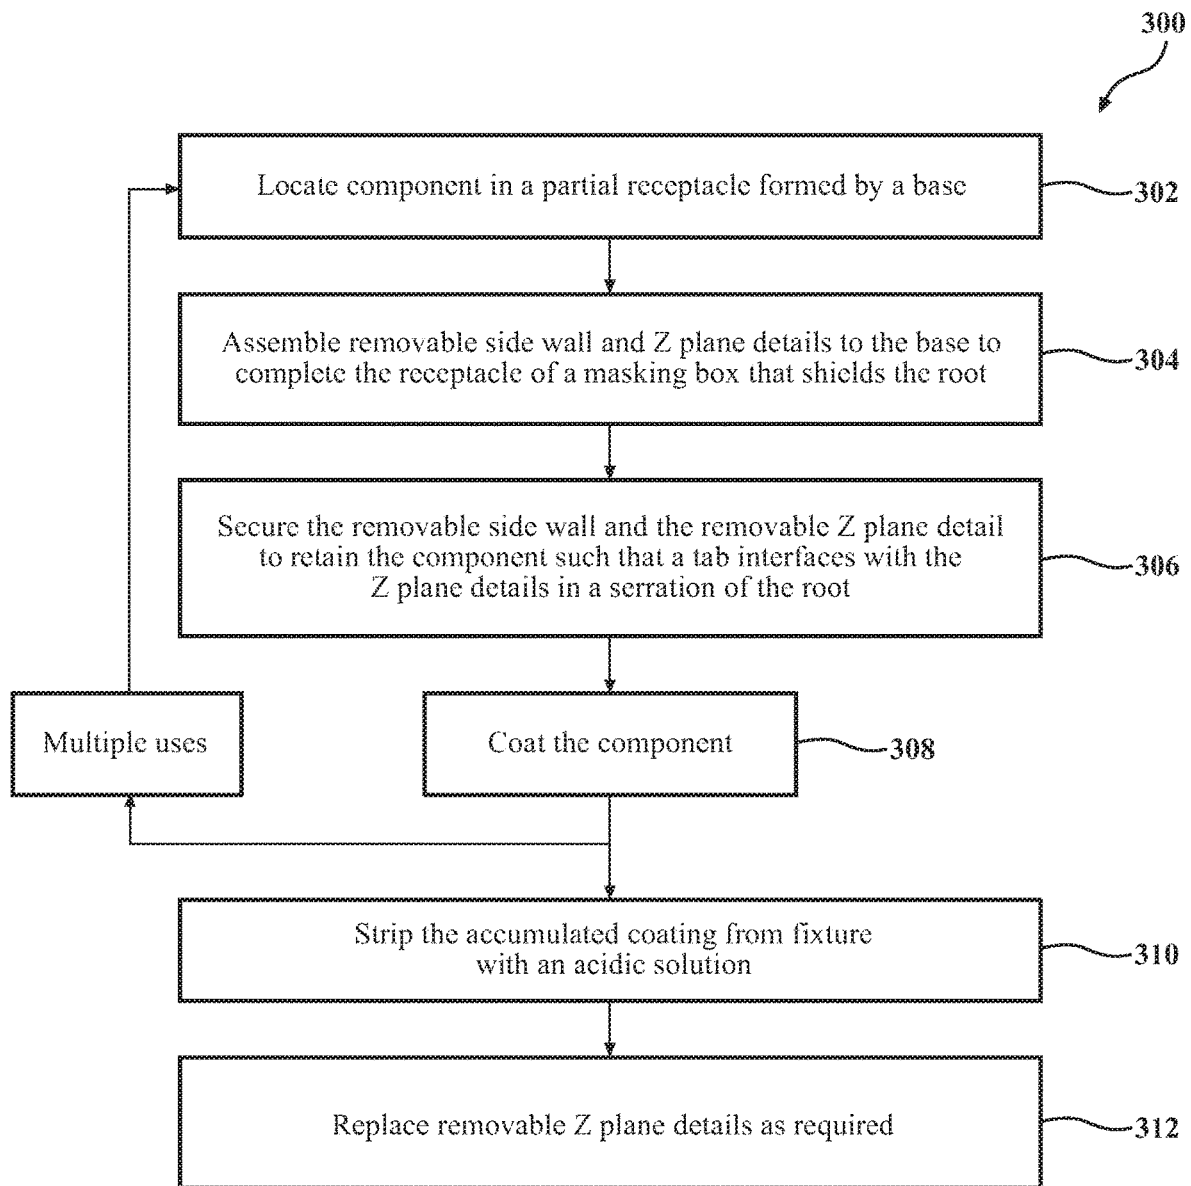 300
Locate component in a partial receptacle formed by a base
302
Assemble removable side wall and Z plane details to the base to
complete the receptacle of a masking box that shields the root
304
Secure the removable side wall and the removable Z plane detail
to retain the component such that a tab interfaces with the
Z plane details in a serration of the root
306
Multiple uses
Coat the component
308
Strip the accumulated coating from fixture
with an acidic solution
310
Replace removable Z plane details as required
312